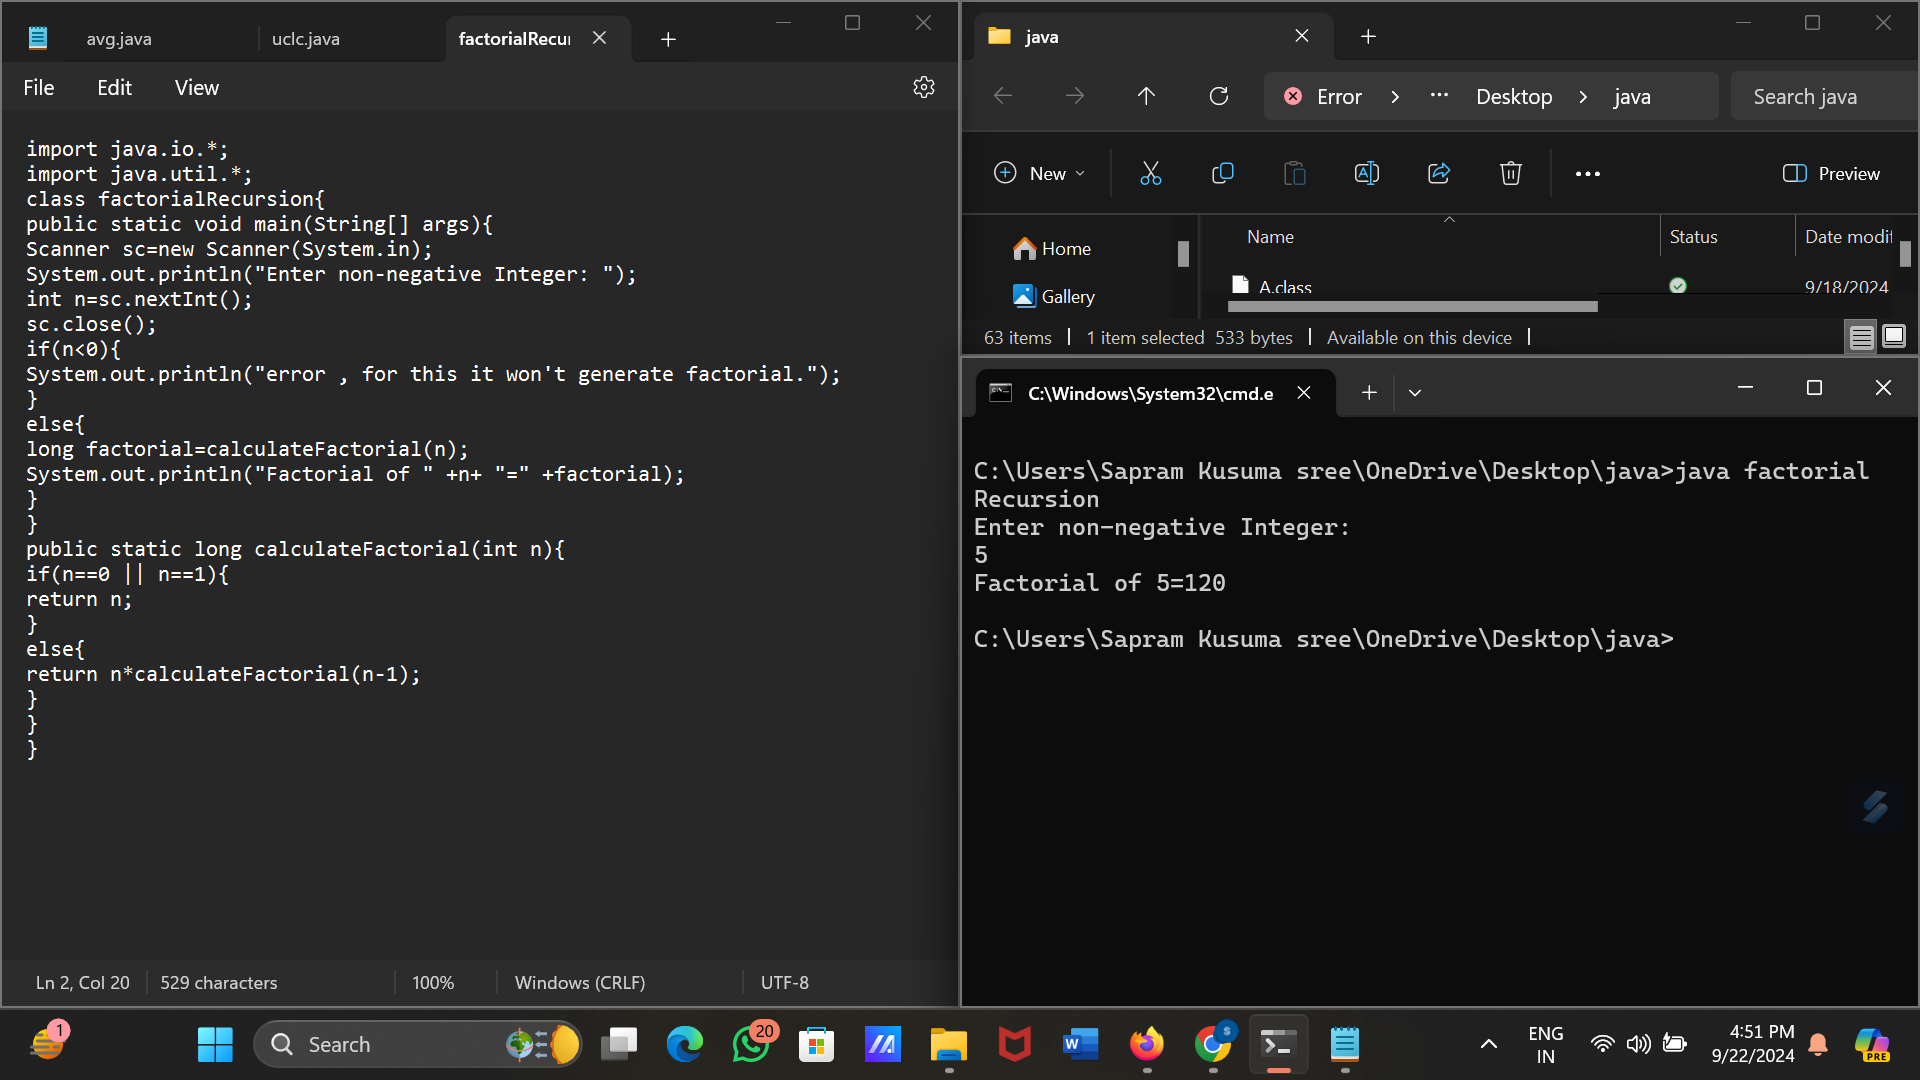 avg.java
uclc.java
factorialRecur
File
Edit
View
import java.io.*;
import java.util.*;
class factorialRecursion{
public static void main(String[] args){
Scanner sc=new Scanner(System.in);
System.out.println("Enter non-negative Integer: ");
int n=sc.nextInt();
sc.close();
if(n<0){
System.out.println("error , for this it won't generate factorial.");
}
else{
long factorial=calculateFactorial(n);
System.out.println("Factorial of " +n+ "=" +factorial);
}
}
public static long calculateFactorial(int n){
if(n==0 || n==1){
return n;
}
else{
return n*calculateFactorial(n-1);
}
}
}
Ln 2, Col 20
529 characters
100%
Windows (CRLF)
UTF-8
java
Error > ... Desktop > java
Search java
New
Preview
Home
Gallery
Name
Status
Date modi
A.class
9/18/2024
63 items
1 item selected 533 bytes
Available on this device
C:\Windows\System32\cmd.e
C:\Users\Sapram Kusuma sree\OneDrive\Desktop\java>java factorial
Recursion
Enter non-negative Integer:
5
Factorial of 5=120
C:\Users\Sapram Kusuma sree\OneDrive\Desktop\java>
1
Search
20
W
S
PRE
ENG
IN
4:51 PM
9/22/2024